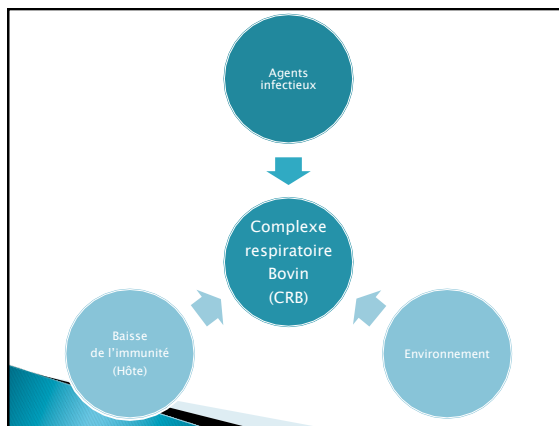 Agents
infectieux
Complexe
respiratoire
Bovin
(CRB)
Baisse
de l'immunité
(Hôte)
Environnement